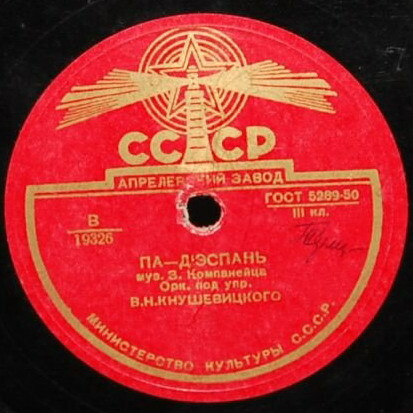 СССР
АПРЕЛЕВСКИЙ ЗАВОД
В
19326
ГОСТ 5289-50
III кл.
ПА—Д'ЭСПАНЬ
муз. З. Компанейца
Орк. под упр.
В.Н.КНУШЕВИЦКОГО
МИНИСТЕРСТВО КУЛЬТУРЫ С.С.С.Р.